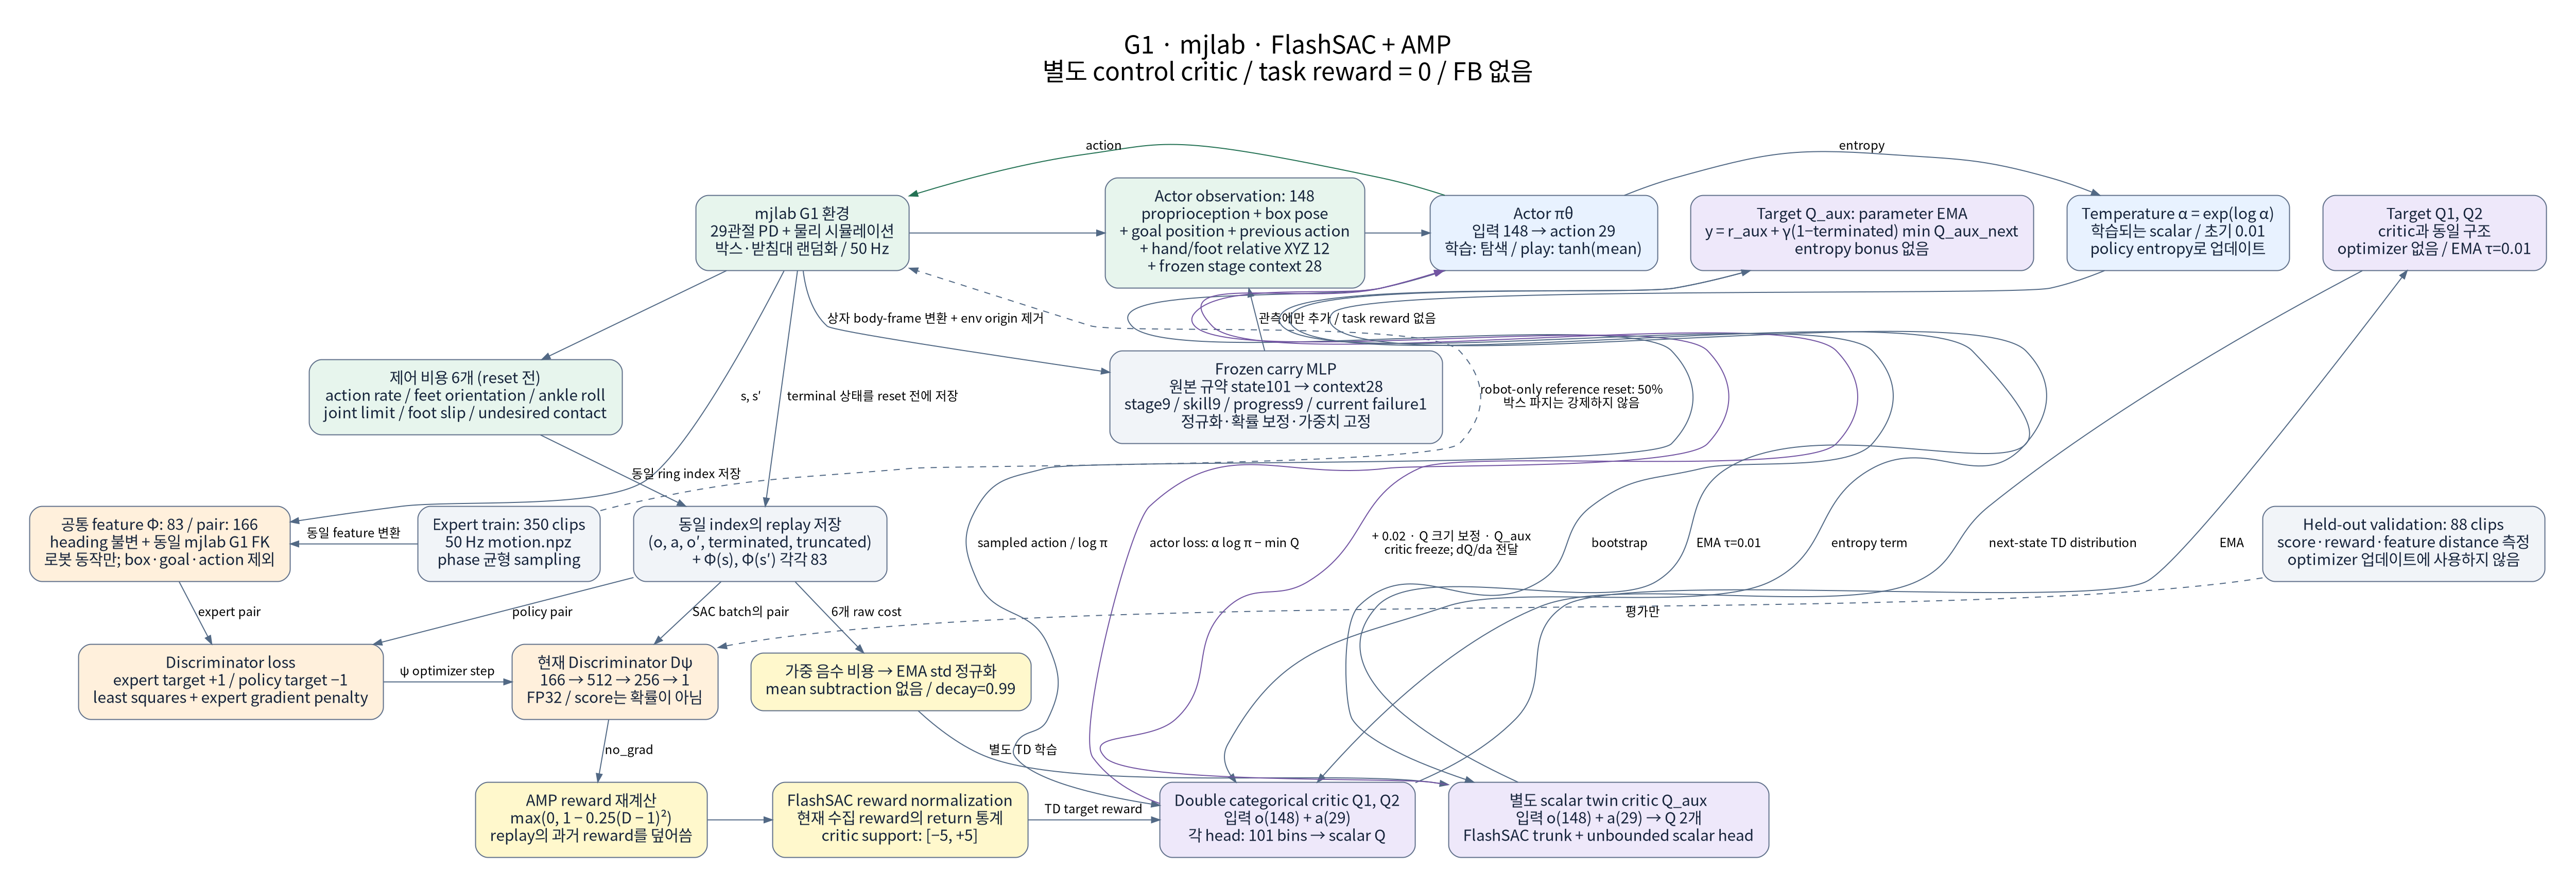 G1 · mjlab · FlashSAC + AMP
별도 control critic / task reward = 0 / FB 없음
action
entropy
mjlab G1 환경
29관절 PD + 물리 시뮬레이션
박스·받침대 랜덤화 / 50 Hz
Actor observation: 148
proprioception + box pose
+ goal position + previous action
+ hand/foot relative XYZ 12
+ frozen stage context 28
Actor πθ
입력 148 → action 29
학습: 탐색 / play: tanh(mean)
Target Q_aux: parameter EMA
y = r_aux + γ(1−terminated) min Q_aux_next
entropy bonus 없음
Temperature α = exp(log α)
학습되는 scalar / 초기 0.01
policy entropy로 업데이트
Target Q1, Q2
critic과 동일 구조
optimizer 없음 / EMA τ=0.01
상자 body-frame 변환 + env origin 제거
관측에만 추가 / task reward 없음
제어 비용 6개 (reset 전)
action rate / feet orientation / ankle roll
joint limit / foot slip / undesired contact
s, s′
terminal 상태를 reset 전에 저장
Frozen carry MLP
원본 규약 state101 → context28
stage9 / skill9 / progress9 / current failure1
정규화·확률 보정·가중치 고정
robot-only reference reset: 50%
박스 파지는 강제하지 않음
동일 ring index 저장
공통 feature Φ: 83 / pair: 166
heading 불변 + 동일 mjlab G1 FK
로봇 동작만; box·goal·action 제외
동일 feature 변환
Expert train: 350 clips
50 Hz motion.npz
phase 균형 sampling
동일 index의 replay 저장
(o, a, o′, terminated, truncated)
+ Φ(s), Φ(s′) 각각 83
sampled action / log π
actor loss: α log π − min Q
+ 0.02 · Q 크기 보정 · Q_aux
critic freeze; dQ/da 전달
bootstrap
EMA τ=0.01
entropy term
next-state TD distribution
EMA
Held-out validation: 88 clips
score·reward·feature distance 측정
optimizer 업데이트에 사용하지 않음
expert pair
policy pair
SAC batch의 pair
6개 raw cost
평가만
Discriminator loss
expert target +1 / policy target −1
least squares + expert gradient penalty
ψ optimizer step
현재 Discriminator Dψ
166 → 512 → 256 → 1
FP32 / score는 확률이 아님
가중 음수 비용 → EMA std 정규화
mean subtraction 없음 / decay=0.99
no_grad
별도 TD 학습
AMP reward 재계산
max(0, 1 − 0.25(D − 1)²)
replay의 과거 reward를 덮어씀
FlashSAC reward normalization
현재 수집 reward의 return 통계
critic support: [−5, +5]
TD target reward
Double categorical critic Q1, Q2
입력 o(148) + a(29)
각 head: 101 bins → scalar Q
별도 scalar twin critic Q_aux
입력 o(148) + a(29) → Q 2개
FlashSAC trunk + unbounded scalar head